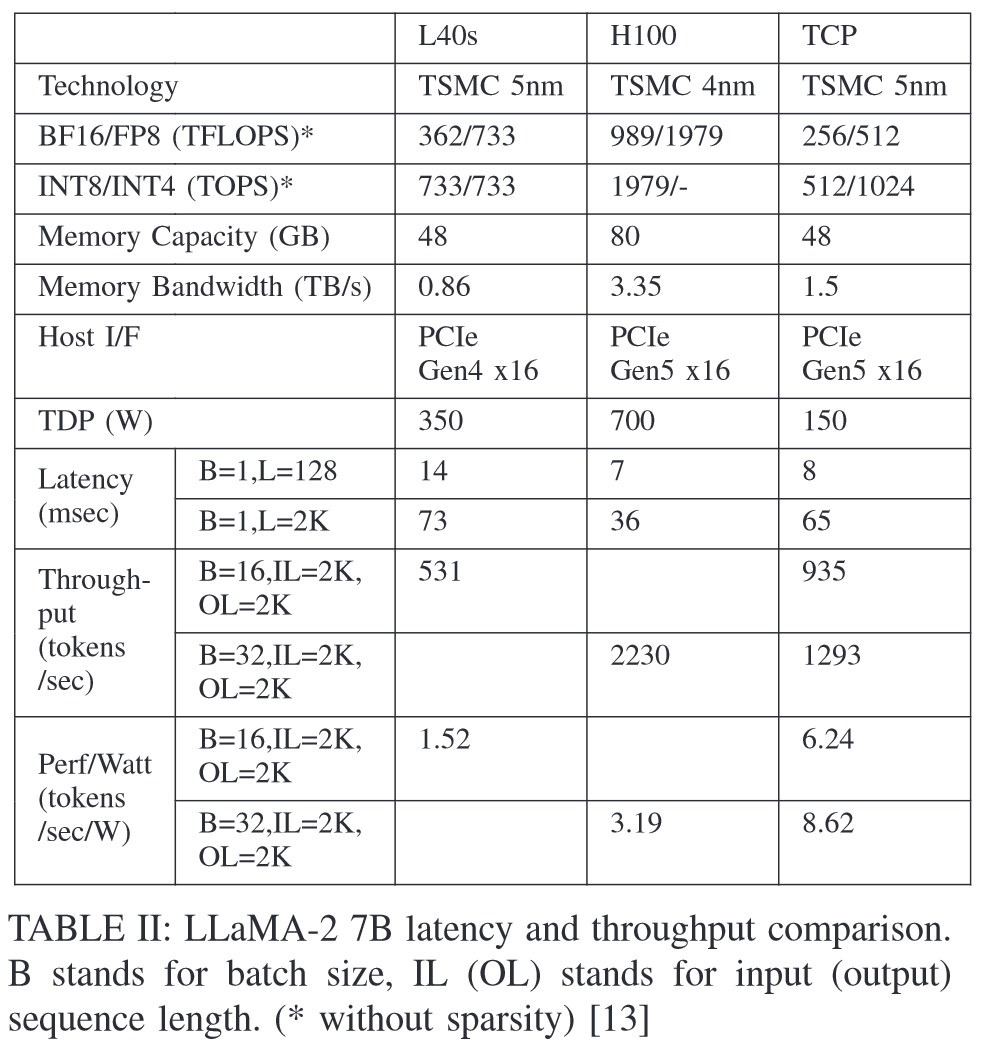 L40s H100 TCP
Technology TSMC 5nm TSMC 4nm TSMC 5nm
BF16/FP8 (TFLOPS)* 362/733 989/1979 256/512
INT8/INT4 (TOPS)* 733/733 1979/- 512/1024
Memory Capacity (GB) 48 80 48
Memory Bandwidth (TB/s) 0.86 3.35 1.5
Host I/F PCIe PCIe PCIe
Gen4 x16 Gen5 x16 Gen5 x16
TDP (W) 350 700 150
Latency
(msec)
B=1,L=128 14 7 8
B=1,L=2K 73 36 65
Through-
put
(tokens
/sec)
B=16,IL=2K,
OL=2K
531 935
B=32,IL=2K,
OL=2K
2230 1293
Perf/Watt
(tokens
/sec/W)
B=16,IL=2K,
OL=2K
1.52 6.24
B=32,IL=2K,
OL=2K
3.19 8.62
TABLE II: LLaMA-2 7B latency and throughput comparison.
B stands for batch size, IL (OL) stands for input (output)
sequence length. (* without sparsity) [13]